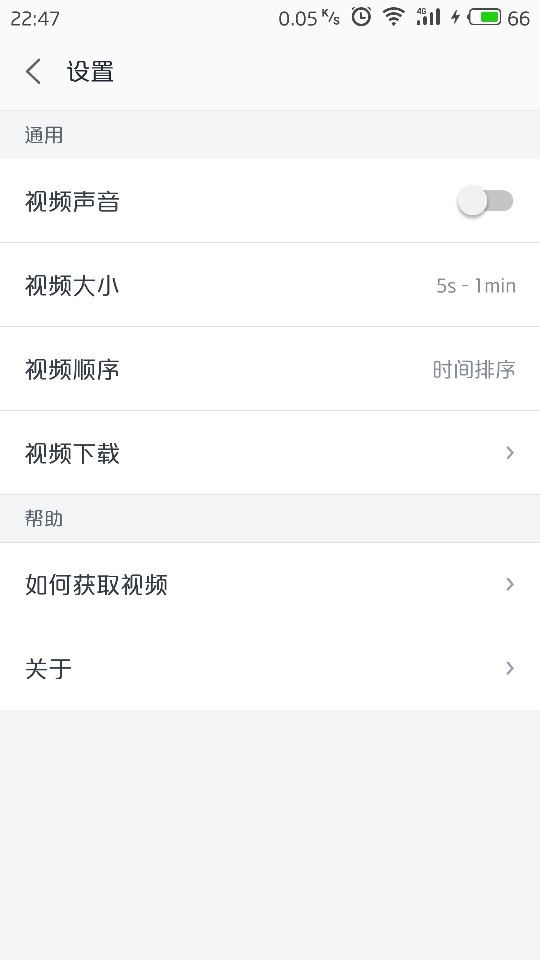 22:47 0.05 K/s 4G 66
设置
通用
视频声音
视频大小 5s - 1min
视频顺序 时间排序
视频下载
帮助
如何获取视频
关于